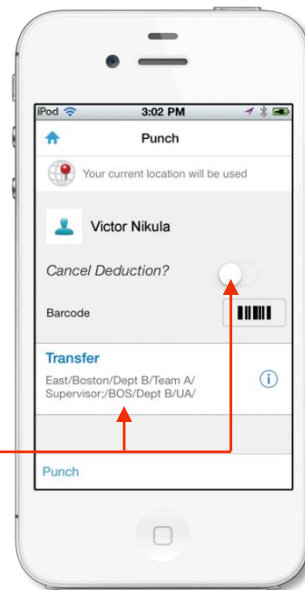 iPod 3:02 PM
Punch
Your current location will be used
Victor Nikula
Cancel Deduction?
Barcode
Transfer
East/Boston/Dept B/Team A/
Supervisor;/BOS/Dept B/UA/
Punch